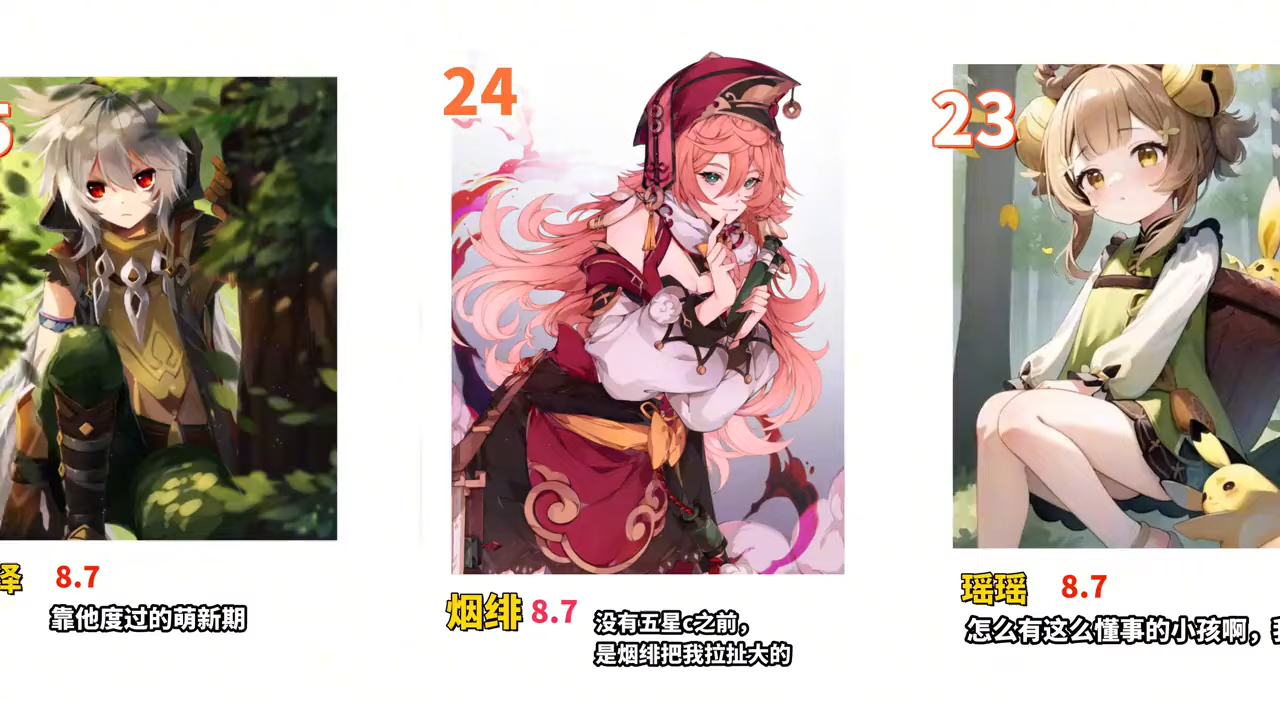 5
泽
8.7
靠他度过的萌新期
24
烟绯
8.7
没有五星c之前，
是烟绯把我拉扯大的
23
瑶瑶
8.7
怎么有这么懂事的小孩啊，